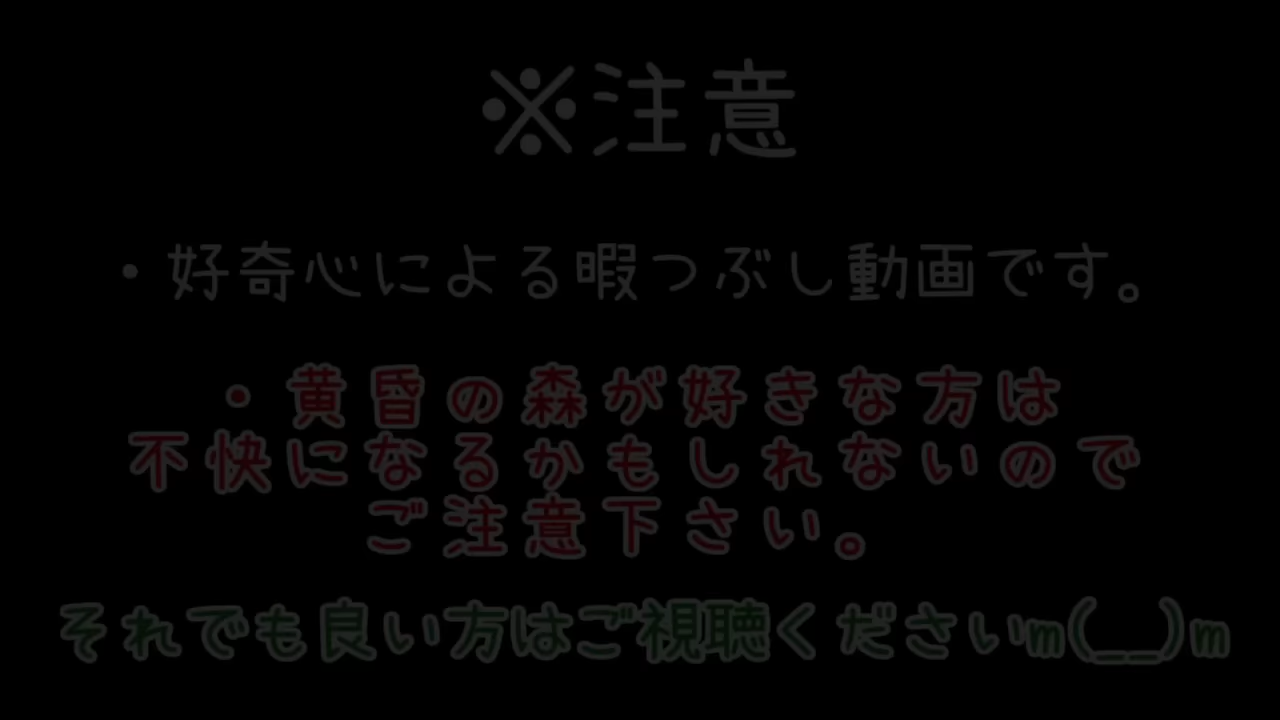 ※注意
・好奇心による暇つぶし動画です。
・黄昏の森が好きな方は
不快になるかもしれないので
ご注意下さい。
それでも良い方はご視聴くださいm(__)m